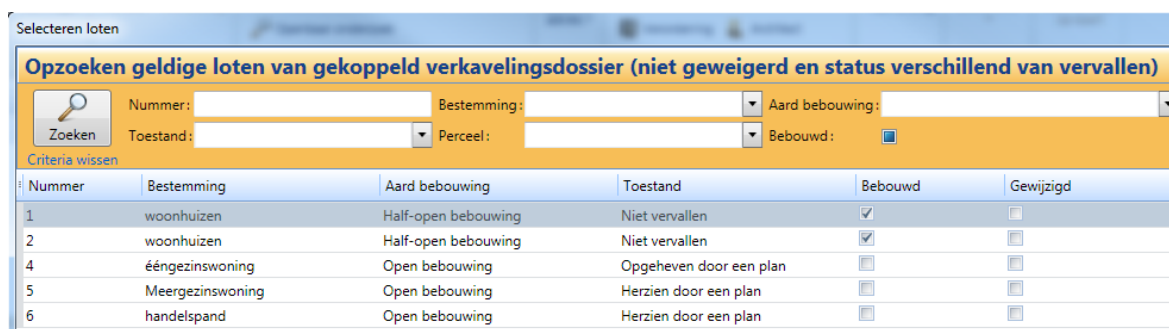 Selecteren loten
Opzoeken geldige loten van gekoppeld verkavelingsdossier (niet geweigerd en status verschillend van vervallen)
Zoeken Nummer: Bestemming: Aard bebouwing:
Toestand: Perceel: Bebouwd:
Criteria wissen
Nummer Bestemming Aard bebouwing Toestand Bebouwd Gewijzigd
1 woonhuizen Half-open bebouwing Niet vervallen
2 woonhuizen Half-open bebouwing Niet vervallen
4 ééngezinswoning Open bebouwing Opgeheven door een plan
5 Meergezinswoning Open bebouwing Herzien door een plan
6 handelspand Open bebouwing Herzien door een plan